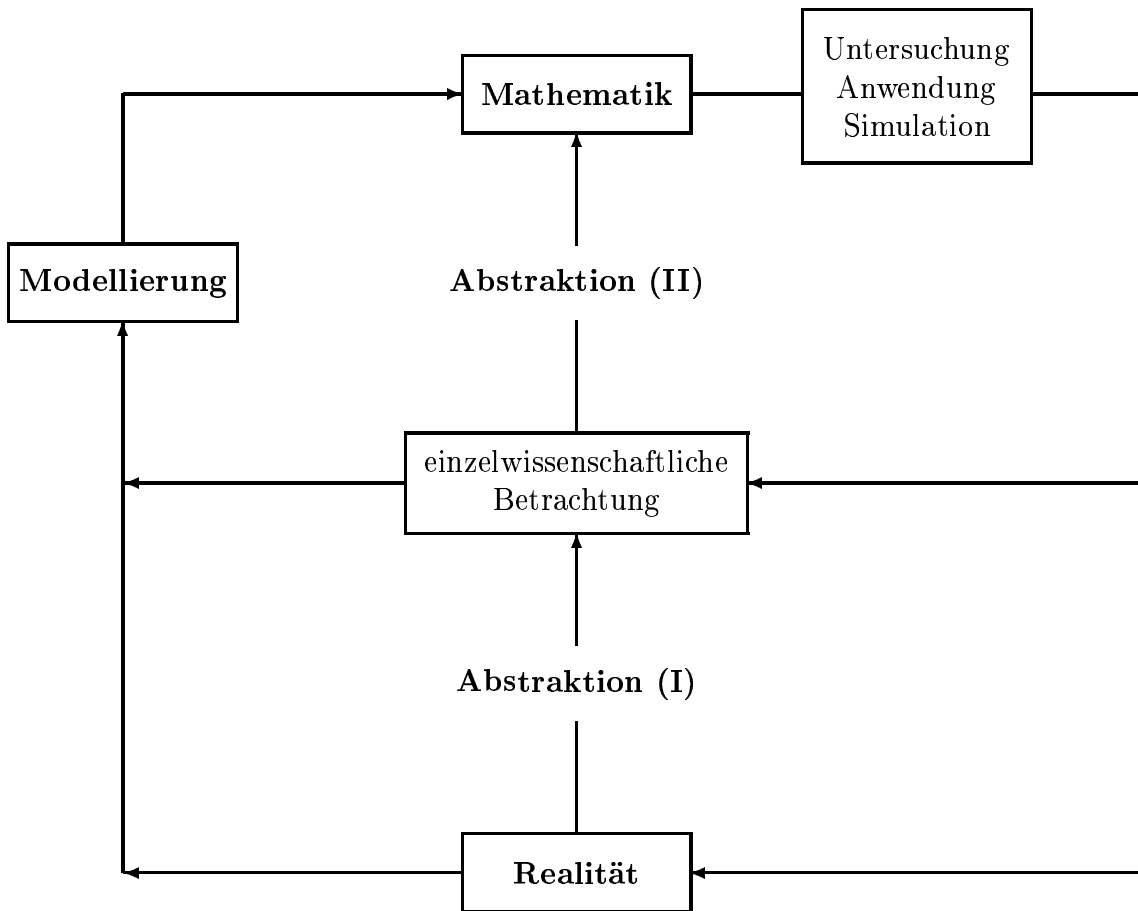 Untersuchung
Anwendung
Simulation
Mathematik
Modellierung
Abstraktion (II)
einzelwissenschaftliche
Betrachtung
Abstraktion (I)
Realität